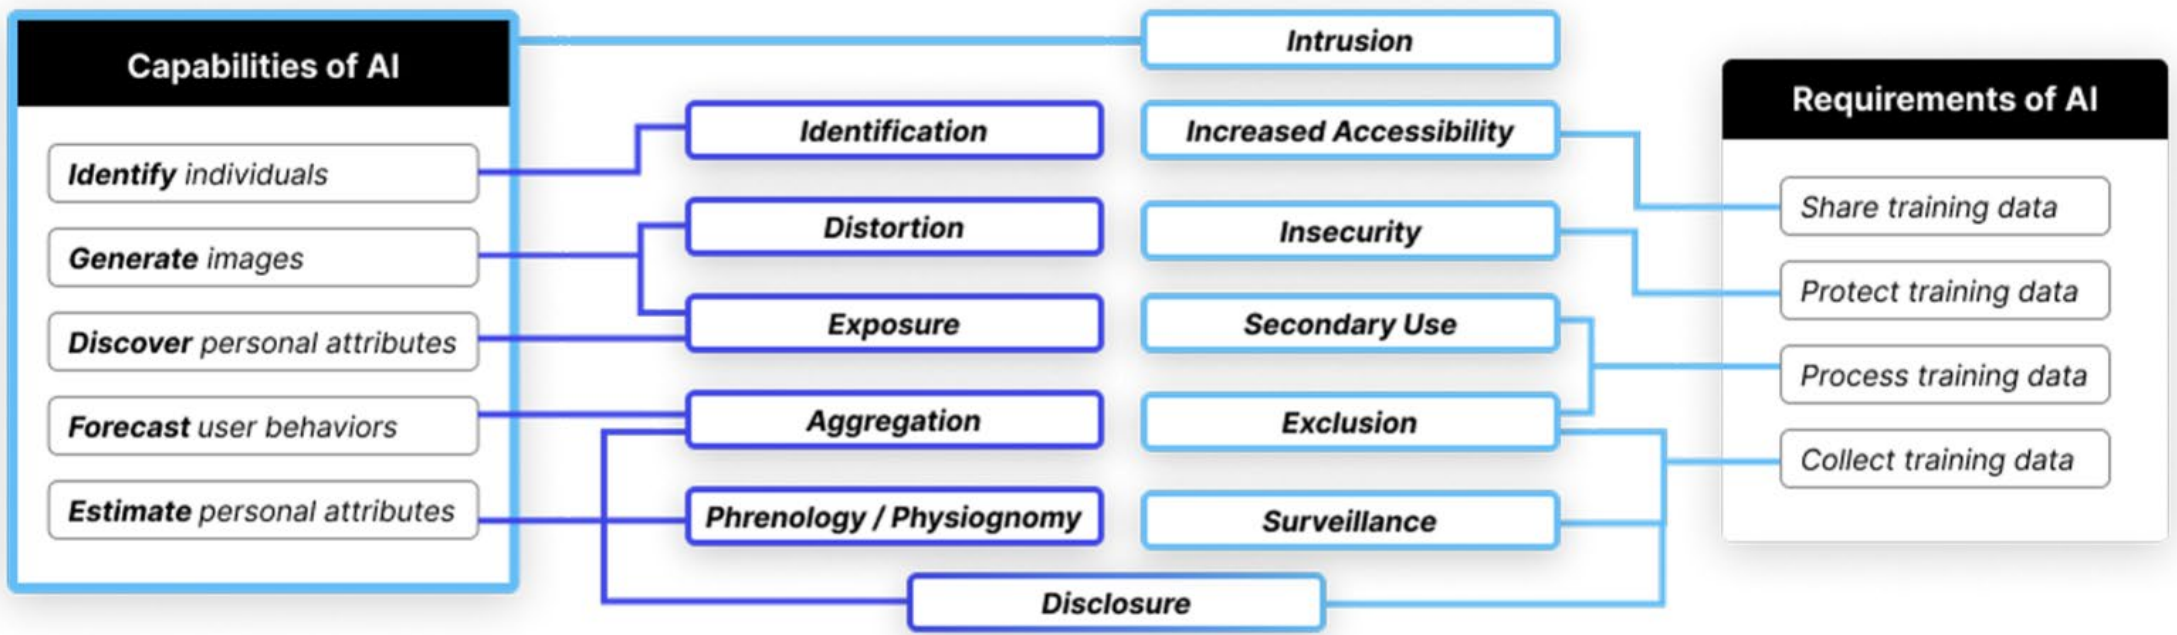 Capabilities of AI
Identify individuals
Generate images
Discover personal attributes
Forecast user behaviors
Estimate personal attributes
Identification
Distortion
Exposure
Aggregation
Phrenology / Physiognomy
Disclosure
Intrusion
Increased Accessibility
Insecurity
Secondary Use
Exclusion
Surveillance
Requirements of AI
Share training data
Protect training data
Process training data
Collect training data